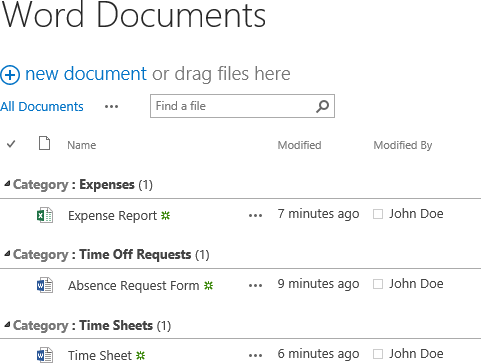 Word Documents
new document or drag files here
All Documents ••• Find a file
Name Modified Modified By
Category : Expenses (1)
Expense Report ••• 7 minutes ago John Doe
Category : Time Off Requests (1)
Absence Request Form ••• 9 minutes ago John Doe
Category : Time Sheets (1)
Time Sheet ••• 6 minutes ago John Doe